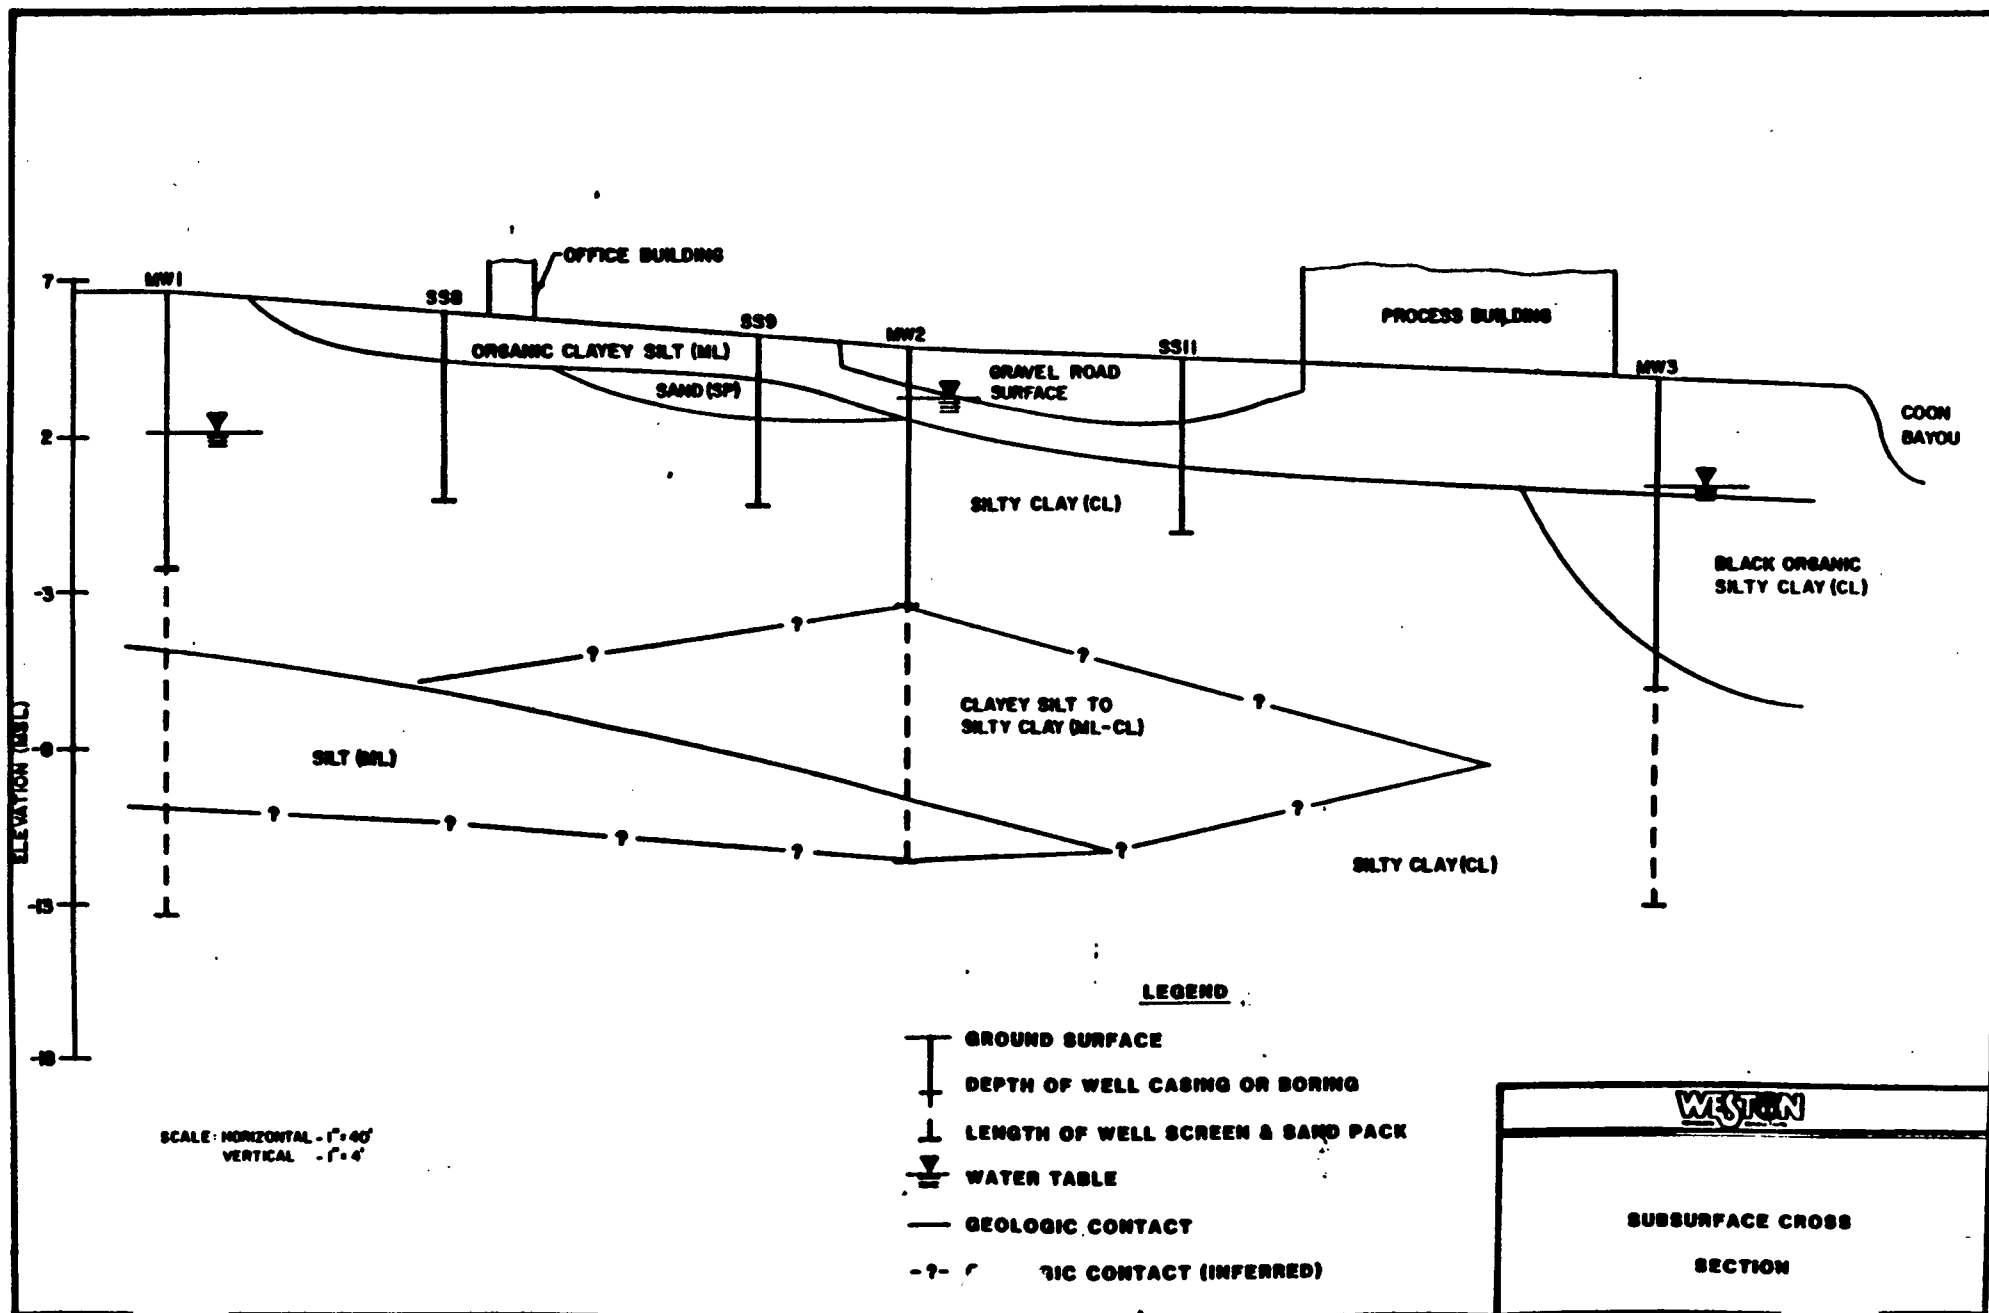 OFFICE BUILDING
7
MW1
SS8
SS9
MW2
SS11
PROCESS BUILDING
MW3
ORGANIC CLAYEY SILT (ML)
SAND (SP)
GRAVEL ROAD
SURFACE
COON
BAYOU
2
SILTY CLAY (CL)
BLACK ORGANIC
SILTY CLAY (CL)
-3
?
?
?
?
CLAYEY SILT TO
SILTY CLAY (ML-CL)
ELEVATION (MSL)
-8
SILT (ML)
?
?
?
?
?
?
SILTY CLAY (CL)
-13
-18
LEGEND
GROUND SURFACE
DEPTH OF WELL CASING OR BORING
LENGTH OF WELL SCREEN & SAND PACK
WATER TABLE
GEOLOGIC CONTACT
-?- CONTACT (INFERRED)
SCALE: HORIZONTAL - 1"=40'
VERTICAL - 1"=4'
WESTON
SUBSURFACE CROSS
SECTION